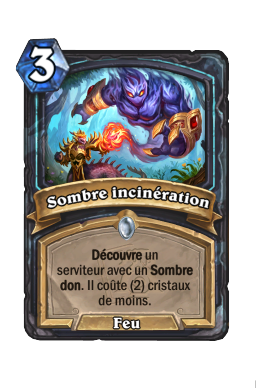 3
Sombre incinération
Découvre un
serviteur avec un Sombre
don. Il coûte (2) cristaux
de moins.
Feu